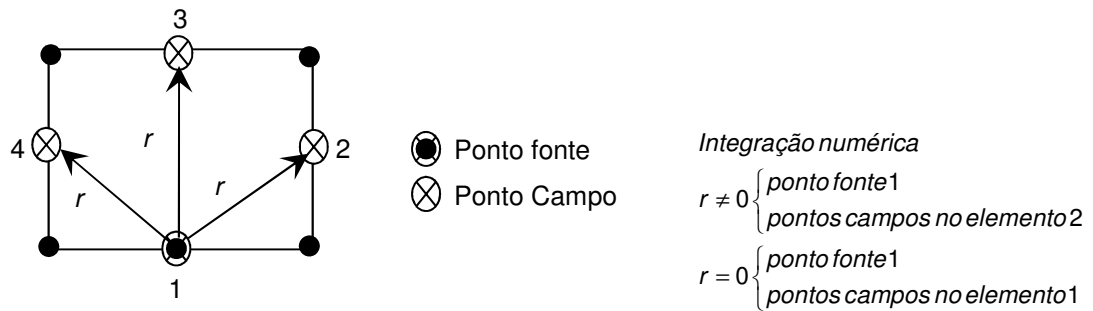 3
4
r
2
r
r
1
Ponto fonte
Ponto Campo
Integração numérica
r ≠ 0 { ponto fonte 1
pontos campos no elemento 2
r = 0 { ponto fonte 1
pontos campos no elemento 1